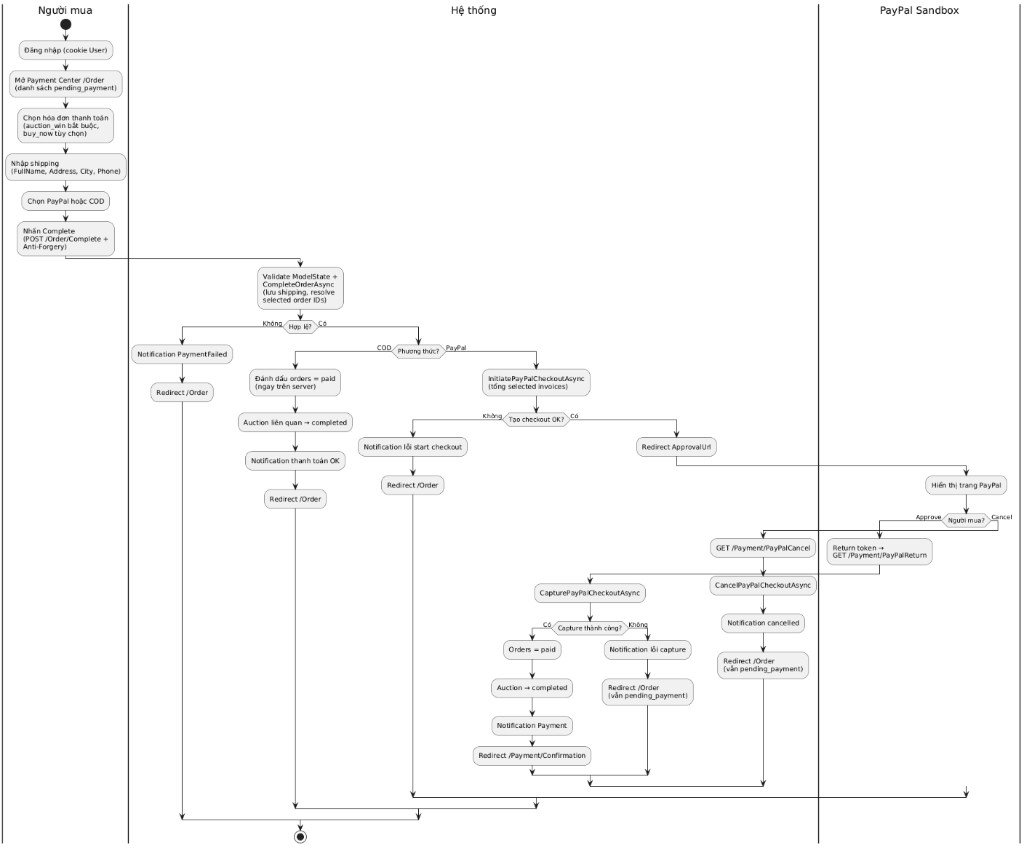 Người mua
Hệ thống
PayPal Sandbox
Đăng nhập (cookie User)
Mở Payment Center /Order
(danh sách pending_payment)
Chọn hóa đơn thanh toán
(auction_win bắt buộc,
buy_now tùy chọn)
Nhập shipping
(FullName, Address, City, Phone)
Chọn PayPal hoặc COD
Nhấn Complete
(POST /Order/Complete +
Anti-Forgery)
Validate ModelState +
CompleteOrderAsync
(lưu shipping, resolve
selected order IDs)
Không
Hợp lệ?
Có
Notification PaymentFailed
Redirect /Order
COD
Phương thức?
PayPal
Đánh dấu orders = paid
(ngay trên server)
Auction liên quan → completed
Notification thanh toán OK
Redirect /Order
InitiatePayPalCheckoutAsync
(tổng selected invoices)
Không
Tạo checkout OK?
Có
Notification lỗi start checkout
Redirect /Order
Redirect ApprovalUrl
Hiển thị trang PayPal
Approve
Người mua?
Cancel
GET /Payment/PayPalCancel
Return token →
GET /Payment/PayPalReturn
CapturePayPalCheckoutAsync
CancelPayPalCheckoutAsync
Có
Capture thành công?
Không
Notification cancelled
Orders = paid
Notification lỗi capture
Redirect /Order
(vẫn pending_payment)
Auction → completed
Redirect /Order
(vẫn pending_payment)
Notification Payment
Redirect /Payment/Confirmation